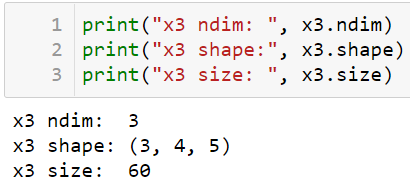 1 print("x3 ndim: ", x3.ndim)
2 print("x3 shape:", x3.shape)
3 print("x3 size: ", x3.size)
x3 ndim:  3
x3 shape: (3, 4, 5)
x3 size:  60